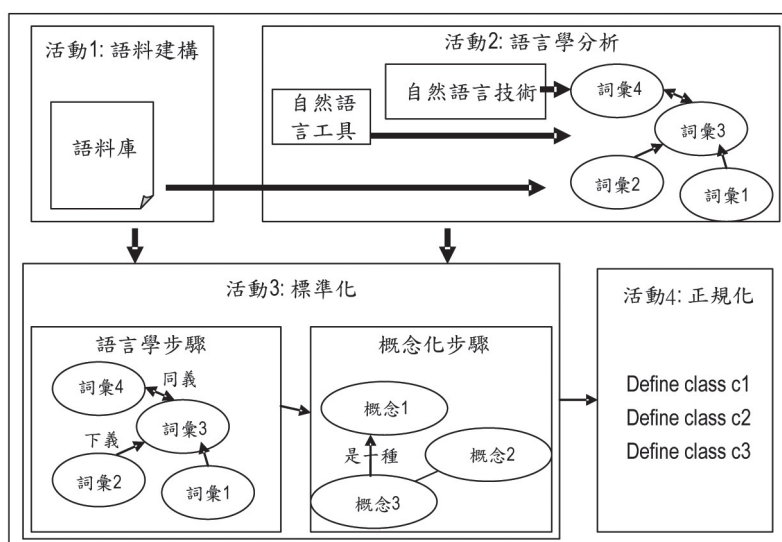 活動1: 語料建構
語料庫
活動2: 語言學分析
自然語
言工具
自然語言技術
詞彙4
詞彙3
詞彙2
詞彙1
活動3: 標準化
語言學步驟
詞彙4
同義
詞彙3
下義
詞彙2
詞彙1
概念化步驟
概念1
是一種
概念2
概念3
活動4: 正規化
Define class c1
Define class c2
Define class c3